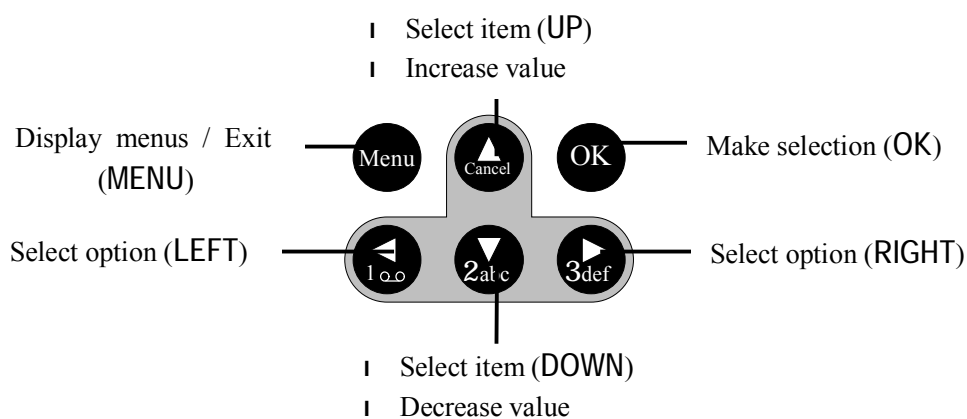 Select item (UP)
Increase value
Display menus / Exit
(MENU)
Menu
Cancel
OK
Make selection (OK)
Select option (LEFT)
1
2abc
3def
Select option (RIGHT)
Select item (DOWN)
Decrease value